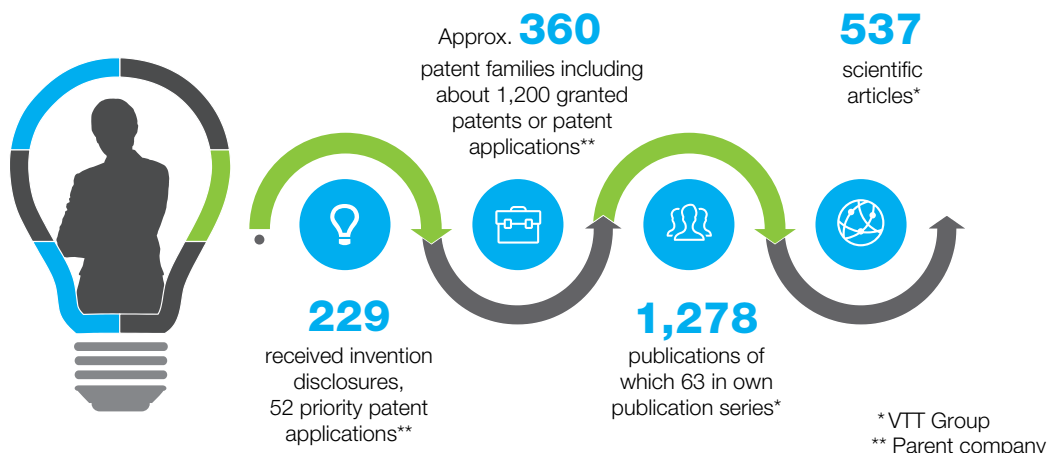 229
received invention
disclosures,
52 priority patent
applications**
Approx. 360
patent families including
about 1,200 granted
patents or patent
applications**
1,278
publications of
which 63 in own
publication series*
537
scientific
articles*
* VTT Group
** Parent company